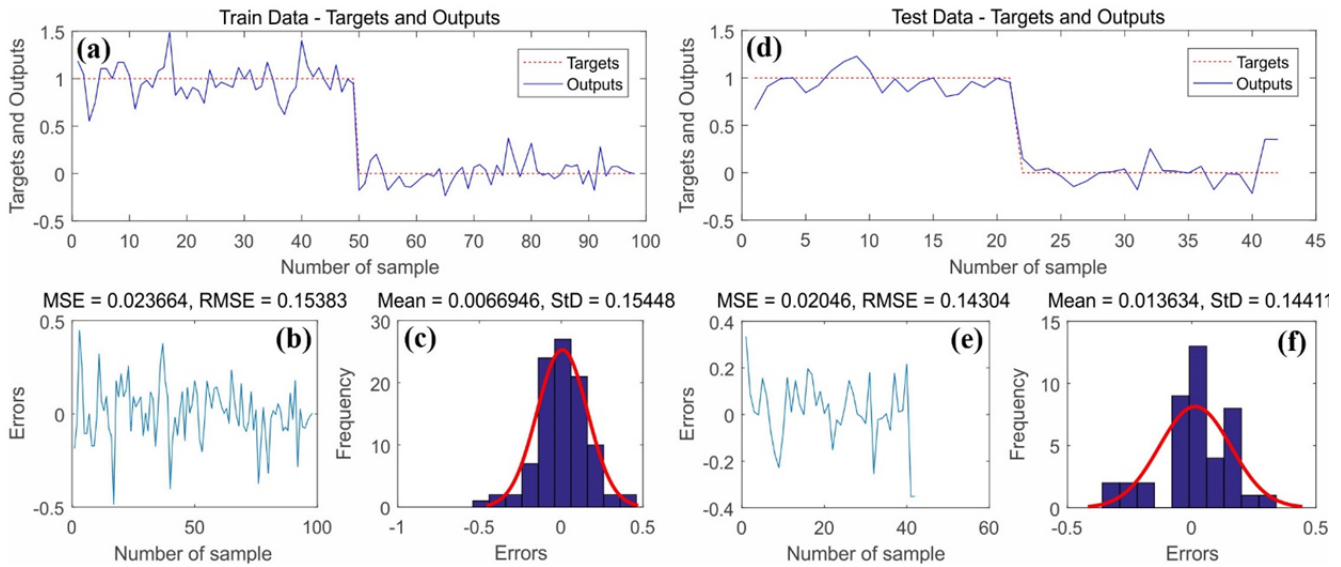 Train Data - Targets and Outputs
(a)
Targets
Outputs
Targets and Outputs
1.5
1
0.5
0
-0.5
0 10 20 30 40 50 60 70 80 90 100
Number of sample
Test Data - Targets and Outputs
(d)
Targets
Outputs
Targets and Outputs
1.5
1
0.5
0
-0.5
0 5 10 15 20 25 30 35 40 45
Number of sample
MSE = 0.023664, RMSE = 0.15383
(b)
Errors
0.5
0
-0.5
0 50 100
Number of sample
Mean = 0.0066946, StD = 0.15448
(c)
Frequency
30
20
10
0
-1 -0.5 0 0.5
Errors
MSE = 0.02046, RMSE = 0.14304
(e)
Errors
0.4
0.2
0
-0.2
-0.4
0 20 40 60
Number of sample
Mean = 0.013634, StD = 0.14411
(f)
Frequency
15
10
5
0
-0.5 0 0.5
Errors